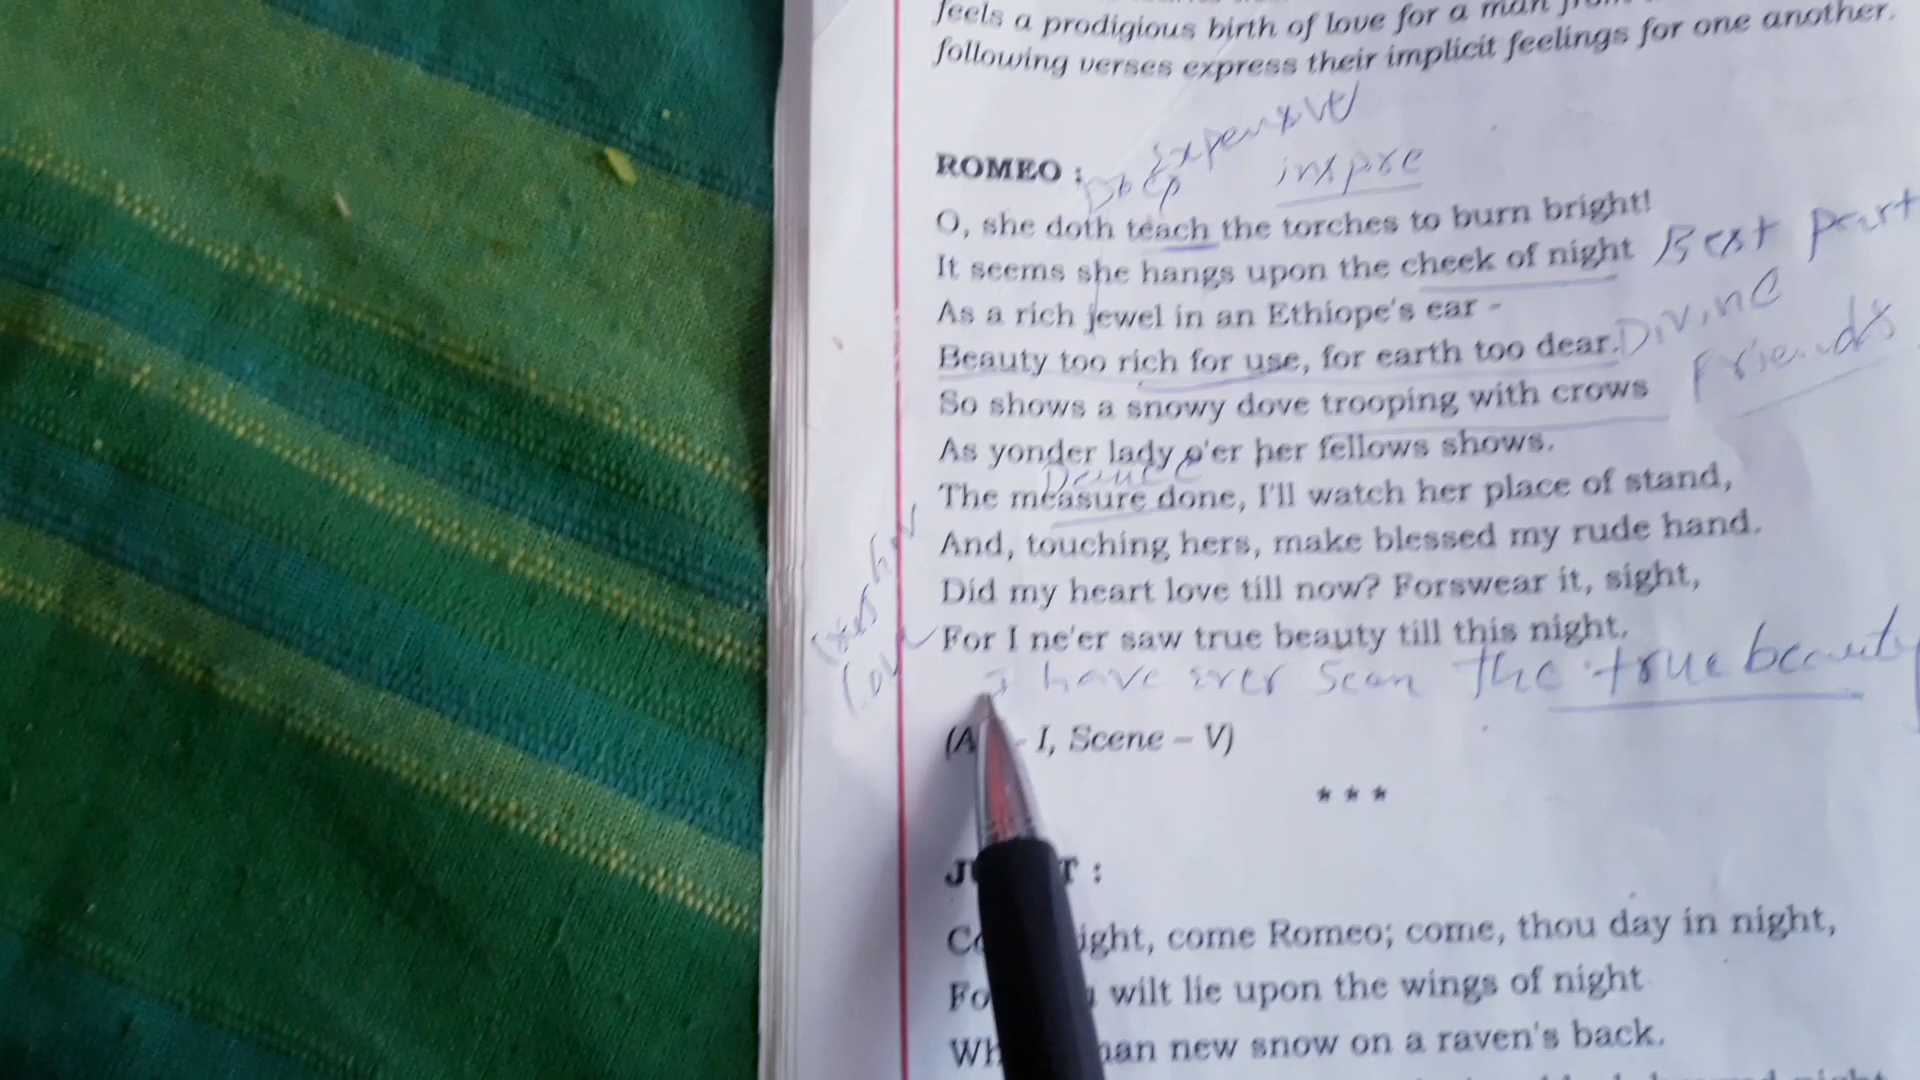 feels a prodigious birth of love for a man
following verses express their implicit feelings for one another.
Expensive
ROMEO :
inspre
O, she doth teach the torches to burn bright!
It seems she hangs upon the cheek of night Best part
As a rich jewel in an Ethiope's ear -
Divine
Beauty too rich for use, for earth too dear.
Friends
So shows a snowy dove trooping with crows
As yonder lady o'er her fellows shows.
The measure done, I'll watch her place of stand,
And, touching hers, make blessed my rude hand.
Did my heart love till now? Forswear it, sight,
For I ne'er saw true beauty till this night.
I have ever seen the true beauty
I, Scene – V)
* * *
:
come Romeo; come, thou day in night,
wilt lie upon the wings of night
new snow on a raven's back.